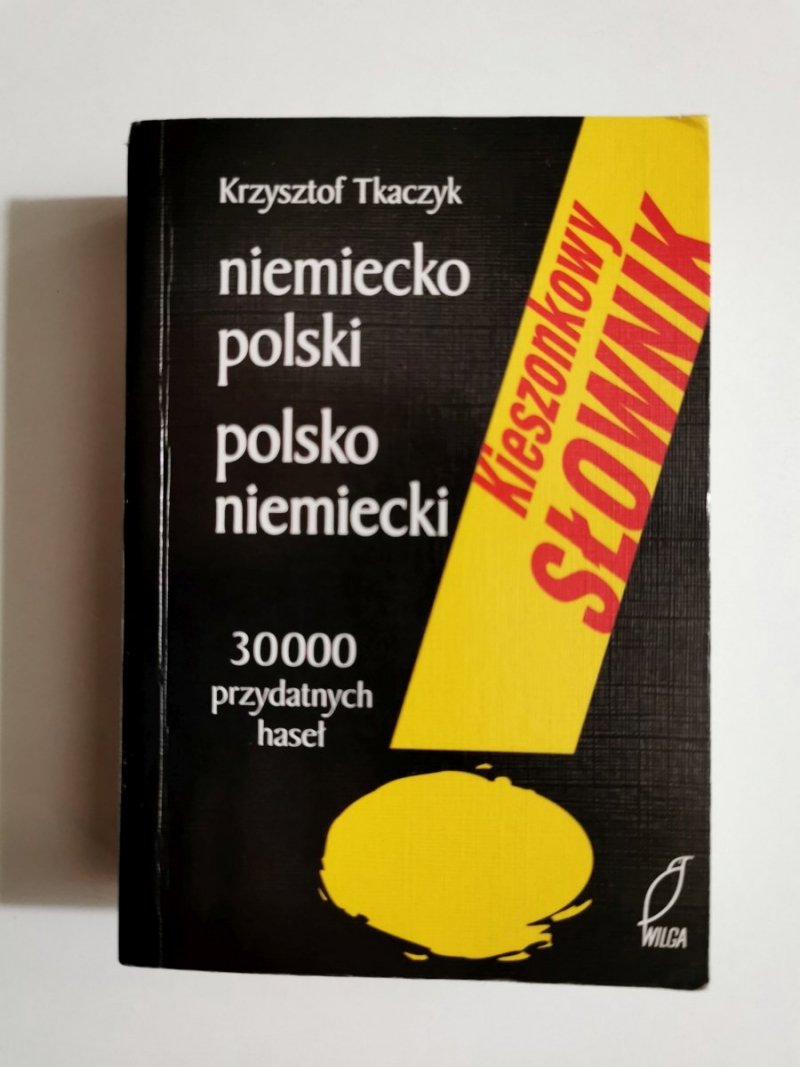 Krzysztof Tkaczyk
niemiecko
polski
polsko
niemiecki
Kieszonkowy
SŁOWNIK
30000
przydatnych
haseł
WILGA